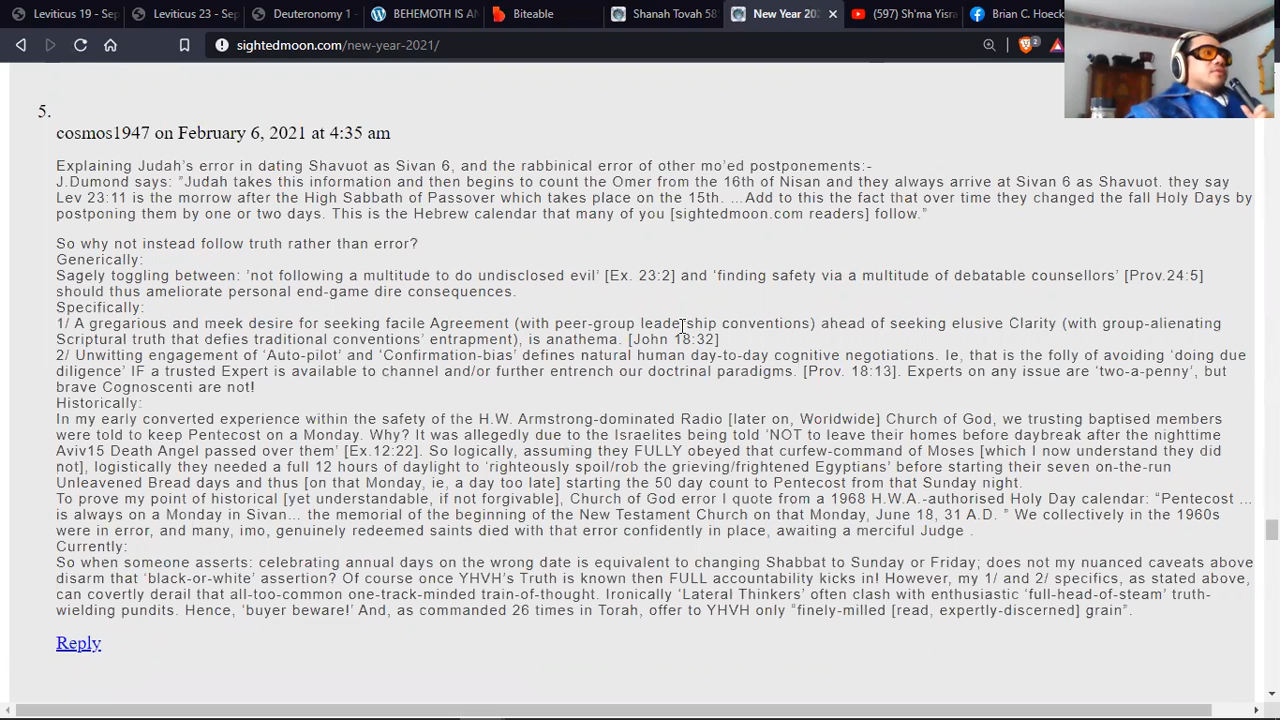 Leviticus 19 - Sep
Leviticus 23 - Sep
Deuteronomy 1 -
BEHEMOTH IS AN
Biteable
Shanah Tovah 58
New Year 202
(597) Sh'ma Yisra
Brian C. Hoeck
sightedmoon.com/new-year-2021/
2
5.
cosmos1947 on February 6, 2021 at 4:35 am
Explaining Judah's error in dating Shavuot as Sivan 6, and the rabbinical error of other mo'ed postponements:-
J.Dumond says: "Judah takes this information and then begins to count the Omer from the 16th of Nisan and they always arrive at Sivan 6 as Shavuot. they say
Lev 23:11 is the morrow after the High Sabbath of Passover which takes place on the 15th. …Add to this the fact that over time they changed the fall Holy Days by
postponing them by one or two days. This is the Hebrew calendar that many of you [sightedmoon.com readers] follow."
So why not instead follow truth rather than error?
Generically:
Sagely toggling between: 'not following a multitude to do undisclosed evil' [Ex. 23:2] and 'finding safety via a multitude of debatable counsellors' [Prov.24:5]
should thus ameliorate personal end-game dire consequences.
Specifically:
1/ A gregarious and meek desire for seeking facile Agreement (with peer-group leadership conventions) ahead of seeking elusive Clarity (with group-alienating
Scriptural truth that defies traditional conventions' entrapment), is anathema. [John 18:32]
2/ Unwitting engagement of 'Auto-pilot' and 'Confirmation-bias' defines natural human day-to-day cognitive negotiations. Ie, that is the folly of avoiding 'doing due
diligence' IF a trusted Expert is available to channel and/or further entrench our doctrinal paradigms. [Prov. 18:13]. Experts on any issue are 'two-a-penny', but
brave Cognoscenti are not!
Historically:
In my early converted experience within the safety of the H.W. Armstrong-dominated Radio [later on, Worldwide] Church of God, we trusting baptised members
were told to keep Pentecost on a Monday. Why? It was allegedly due to the Israelites being told 'NOT to leave their homes before daybreak after the nighttime
Aviv15 Death Angel passed over them' [Ex.12:22]. So logically, assuming they FULLY obeyed that curfew-command of Moses [which I now understand they did
not], logistically they needed a full 12 hours of daylight to 'righteously spoil/rob the grieving/frightened Egyptians' before starting their seven on-the-run
Unleavened Bread days and thus [on that Monday, ie, a day too late] starting the 50 day count to Pentecost from that Sunday night.
To prove my point of historical [yet understandable, if not forgivable], Church of God error I quote from a 1968 H.W.A.-authorised Holy Day calendar: "Pentecost …
is always on a Monday in Sivan… the memorial of the beginning of the New Testament Church on that Monday, June 18, 31 A.D. " We collectively in the 1960s
were in error, and many, imo, genuinely redeemed saints died with that error confidently in place, awaiting a merciful Judge .
Currently:
So when someone asserts: celebrating annual days on the wrong date is equivalent to changing Shabbat to Sunday or Friday; does not my nuanced caveats above
disarm that 'black-or-white' assertion? Of course once YHVH's Truth is known then FULL accountability kicks in! However, my 1/ and 2/ specifics, as stated above,
can covertly derail that all-too-common one-track-minded train-of-thought. Ironically 'Lateral Thinkers' often clash with enthusiastic 'full-head-of-steam' truth-
wielding pundits. Hence, 'buyer beware!' And, as commanded 26 times in Torah, offer to YHVH only "finely-milled [read, expertly-discerned] grain".
Reply